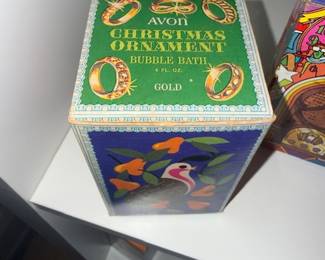 AVON
CHRISTMAS
ORNAMENT
BUBBLE BATH
4 FL. OZ.
GOLD